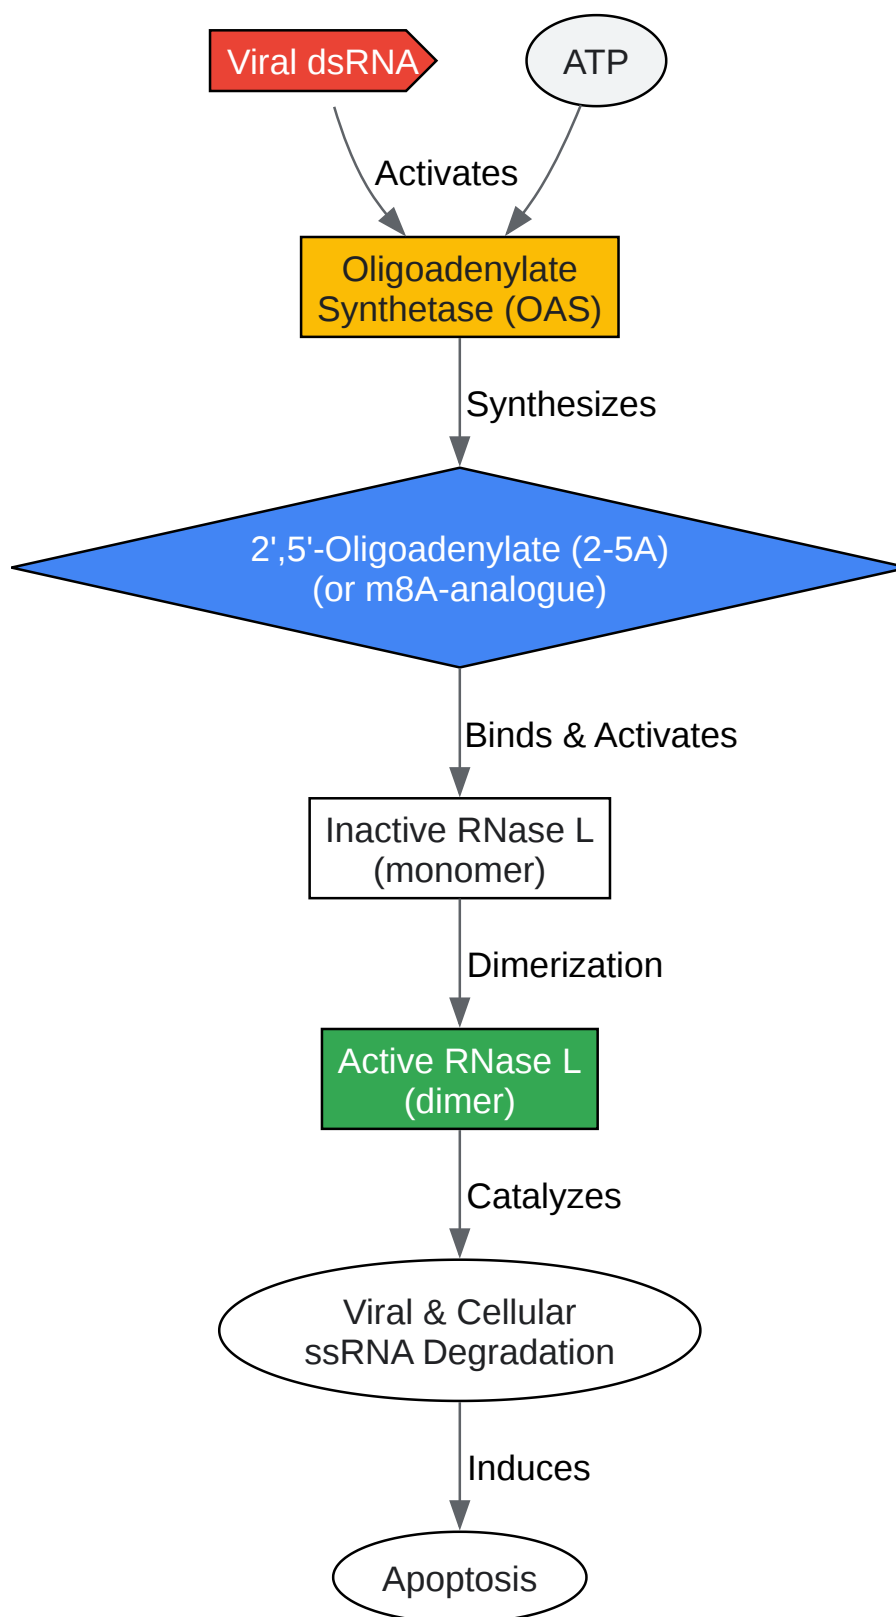 Viral dsRNA
ATP
Activates
Oligoadenylate
Synthetase (OAS)
Synthesizes
2',5'-Oligoadenylate (2-5A)
(or m8A-analogue)
Binds & Activates
Inactive RNase L
(monomer)
Dimerization
Active RNase L
(dimer)
Catalyzes
Viral & Cellular
ssRNA Degradation
Induces
Apoptosis